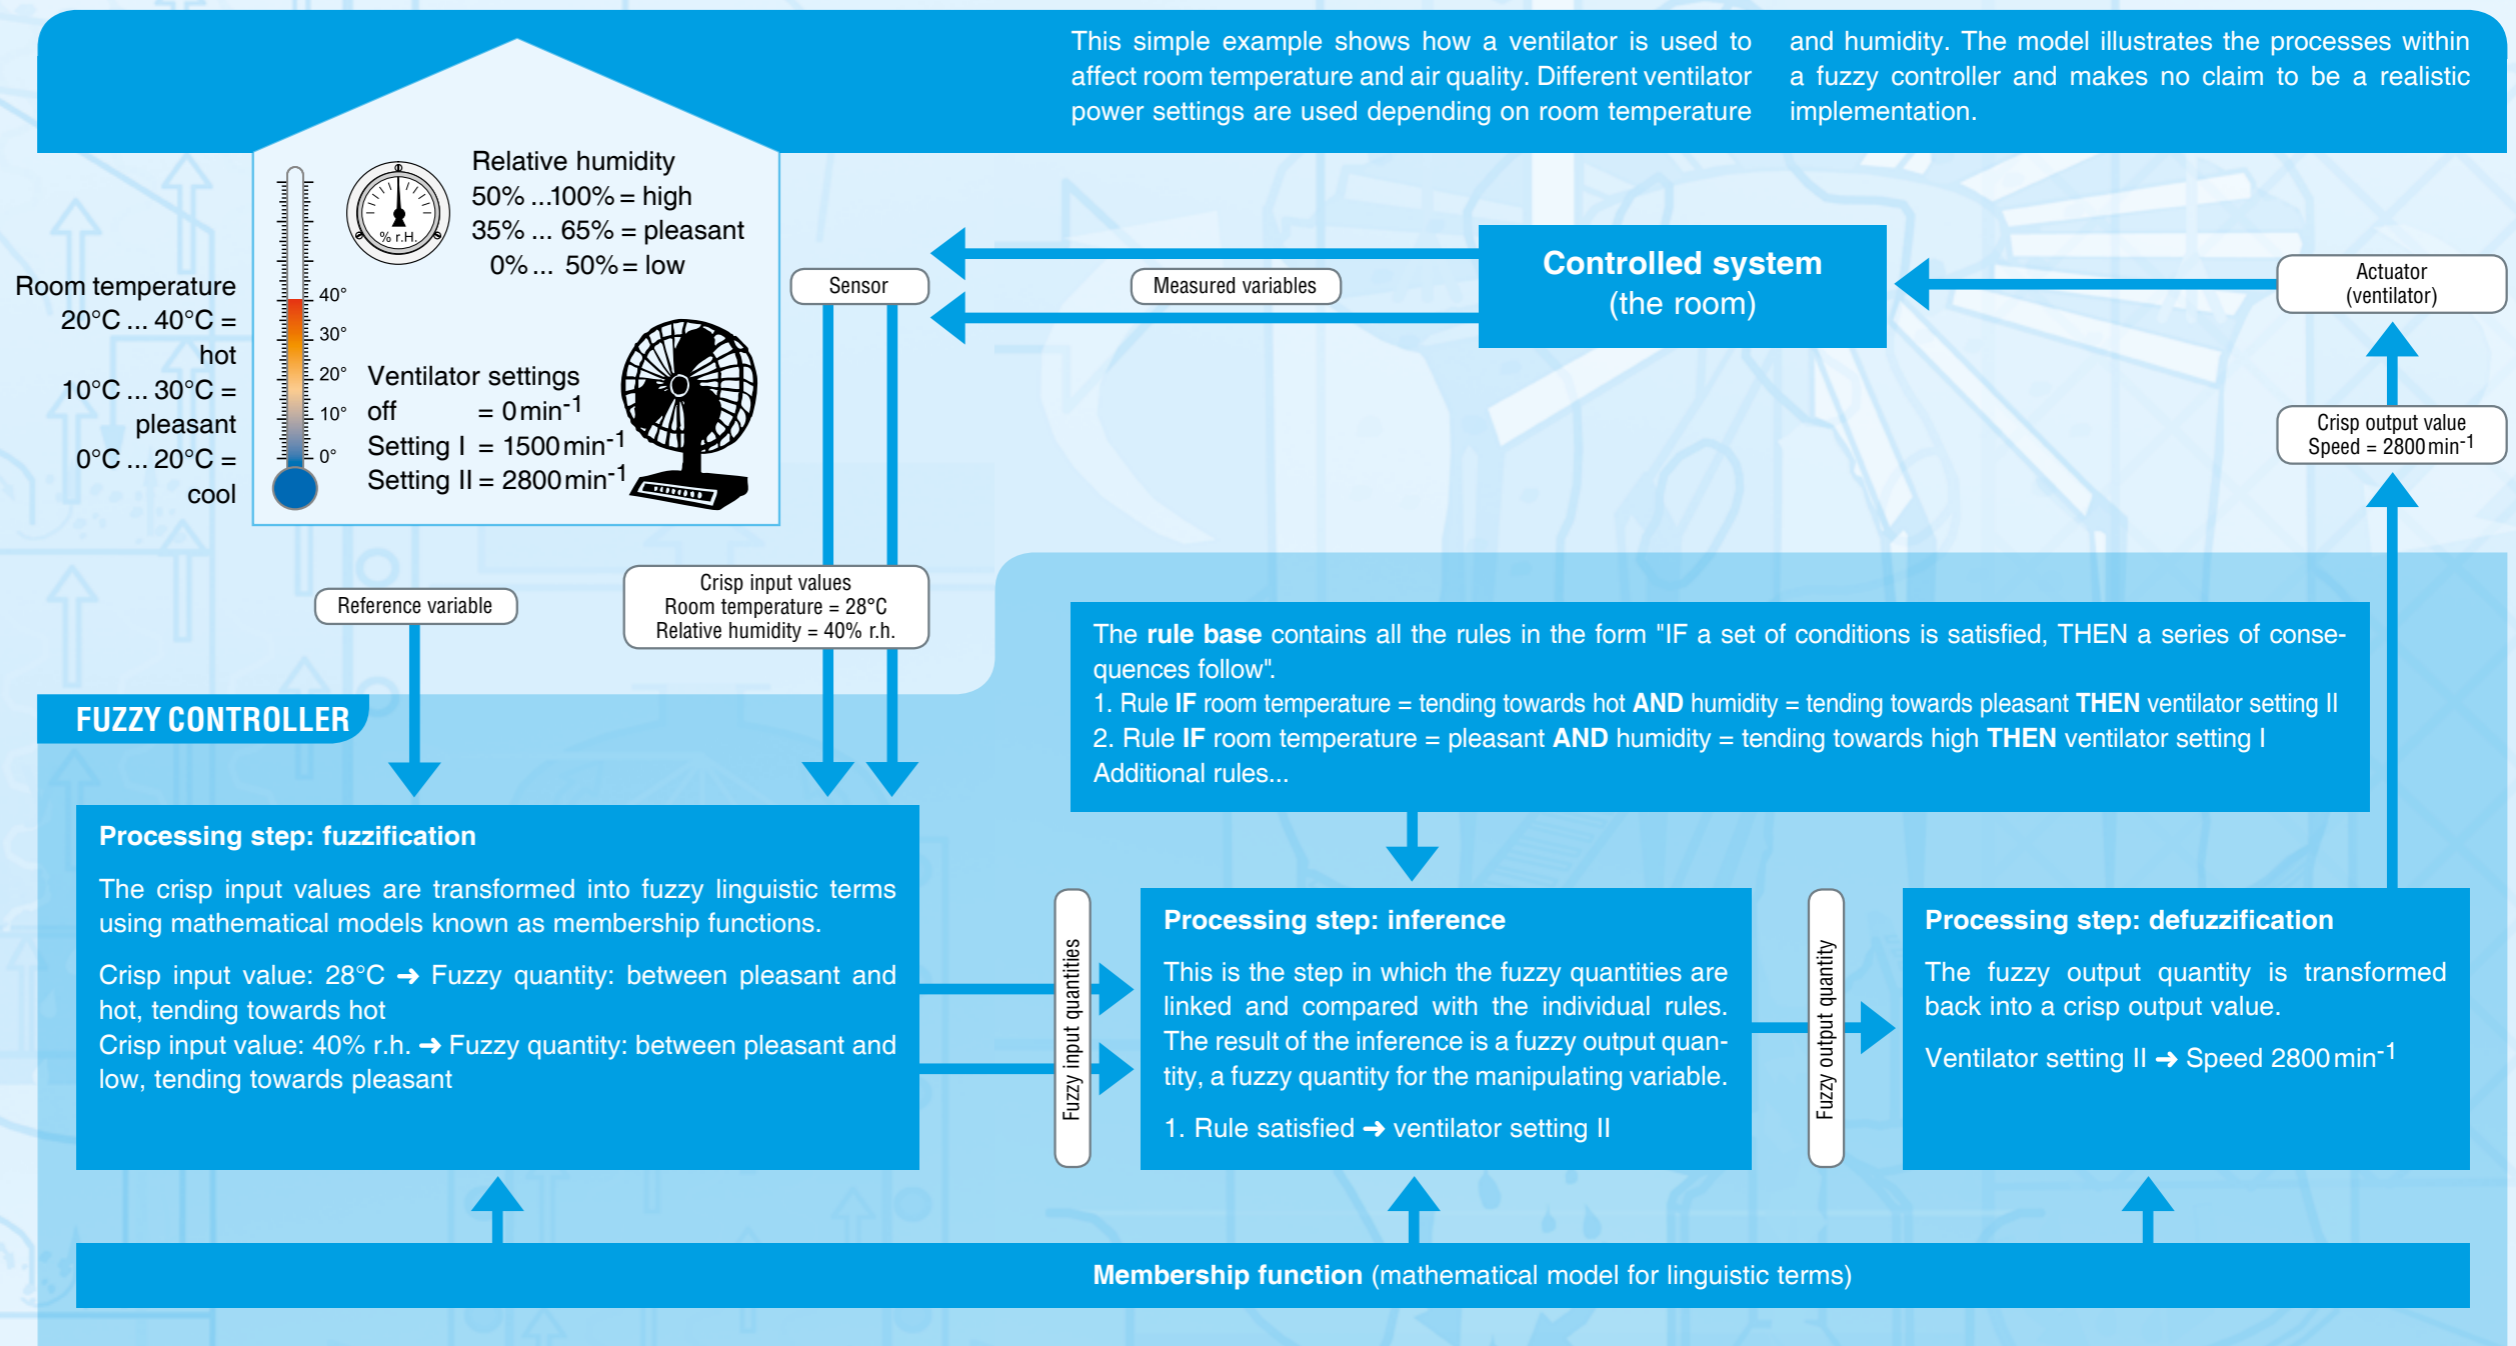 This simple example shows how a ventilator is used to
affect room temperature and air quality. Different ventilator
power settings are used depending on room temperature
and humidity. The model illustrates the processes within
a fuzzy controller and makes no claim to be a realistic
implementation.
Relative humidity
50% ...100% = high
35% ... 65% = pleasant
0% ... 50% = low
% r.H.
Room temperature
20°C ... 40°C =
hot
10°C ... 30°C =
pleasant
0°C ... 20°C =
cool
40°
30°
20°
10°
0°
Ventilator settings
off = 0 min-1
Setting I = 1500 min-1
Setting II = 2800 min-1
Sensor
Measured variables
Controlled system
(the room)
Actuator
(ventilator)
Crisp output value
Speed = 2800 min-1
Reference variable
Crisp input values
Room temperature = 28°C
Relative humidity = 40% r.h.
The rule base contains all the rules in the form "IF a set of conditions is satisfied, THEN a series of conse-
quences follow".
1. Rule IF room temperature = tending towards hot AND humidity = tending towards pleasant THEN ventilator setting II
2. Rule IF room temperature = pleasant AND humidity = tending towards high THEN ventilator setting I
Additional rules...
FUZZY CONTROLLER
Processing step: fuzzification
The crisp input values are transformed into fuzzy linguistic terms
using mathematical models known as membership functions.
Crisp input value: 28°C ➜ Fuzzy quantity: between pleasant and
hot, tending towards hot
Crisp input value: 40% r.h. ➜ Fuzzy quantity: between pleasant and
low, tending towards pleasant
Fuzzy input quantities
Processing step: inference
This is the step in which the fuzzy quantities are
linked and compared with the individual rules.
The result of the inference is a fuzzy output quan-
tity, a fuzzy quantity for the manipulating variable.
1. Rule satisfied ➜ ventilator setting II
Fuzzy output quantity
Processing step: defuzzification
The fuzzy output quantity is transformed
back into a crisp output value.
Ventilator setting II ➜ Speed 2800 min-1
Membership function (mathematical model for linguistic terms)